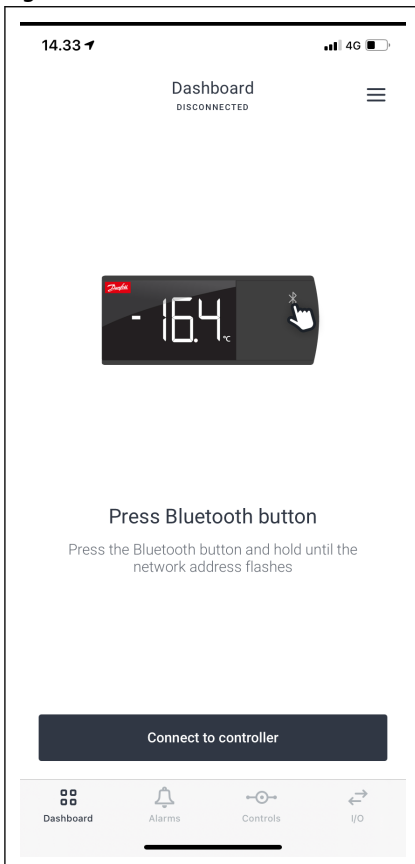 14.33
4G
Dashboard
DISCONNECTED
Danfoss
-16.4 °C
Press Bluetooth button
Press the Bluetooth button and hold until the
network address flashes
Connect to controller
Dashboard Alarms Controls I/O